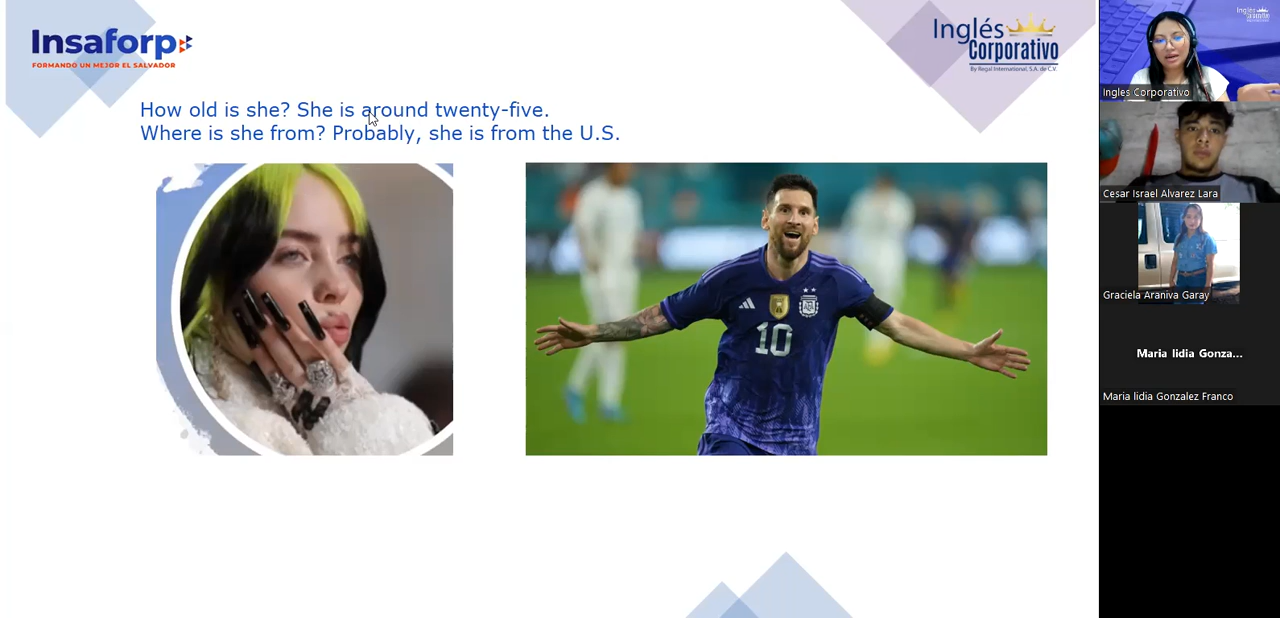 Insaforp
FORMANDO UN MEJOR EL SALVADOR
Inglés
Corporativo
By Regal International, S.A. de C.V.
How old is she? She is around twenty-five.
Where is she from? Probably, she is from the U.S.
10
Ingles Corporativo
Cesar Israel Alvarez Lara
Graciela Araniva Garay
Maria lidia Gonza...
Maria lidia Gonzalez Franco